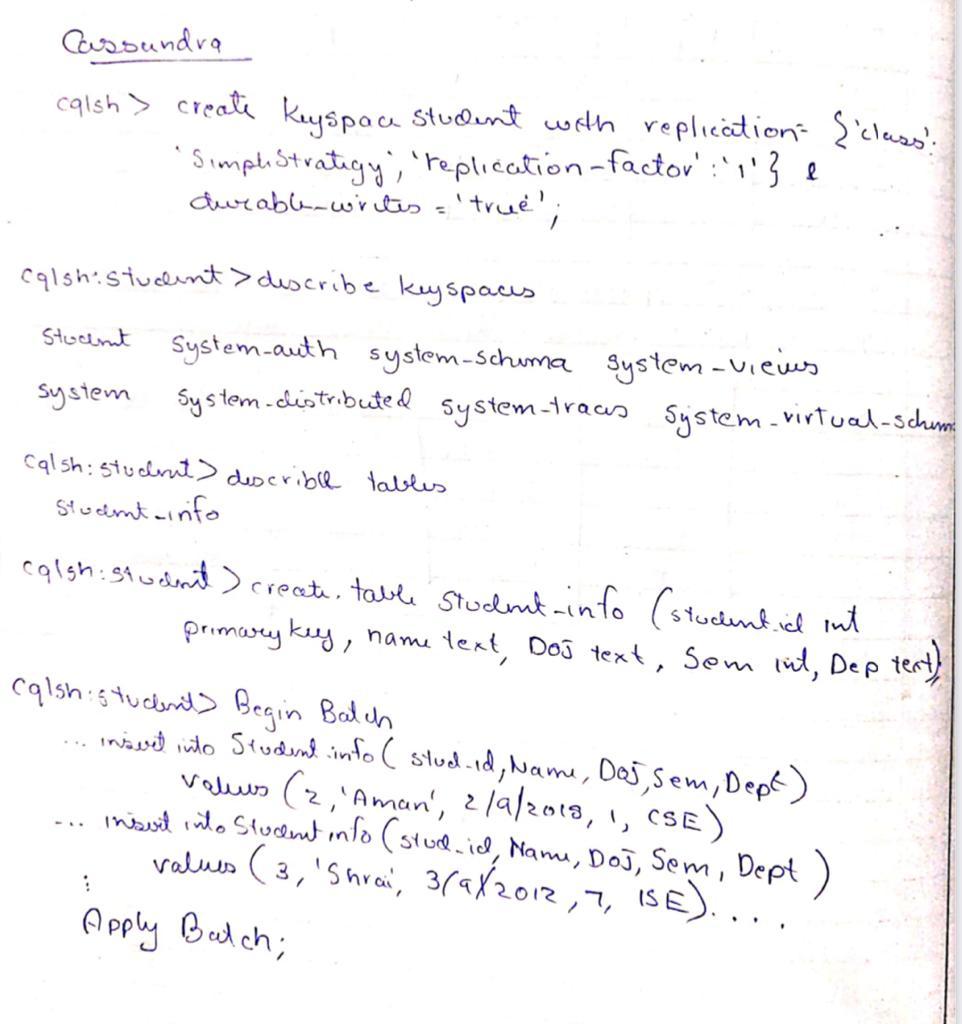 Cassandra
cqlsh > create keyspace student with replication = {'class':
'SimpleStrategy', 'replication-factor' : '1'} &
durable-writes = 'true';
cqlsh:student > describe keyspaces
Student system-auth system-schema system-views
system system-distributed system-traces system-virtual-schem
cqlsh:student > describe tables
student-info
cqlsh:student > create table Student-info (student.id int
primary key, name text, DOJ text, Sem int, Dep text);
cqlsh:student > Begin Batch
... insert into Student.info ( stud-id, Name, DOJ, Sem, Dept )
values (2, 'Aman', 2/9/2018, 1, CSE)
... insert into Student info (stud-id, Name, DOJ, Sem, Dept )
values (3, 'Shrai, 3/9/2012, 7, ISE). . . .
Apply Batch;